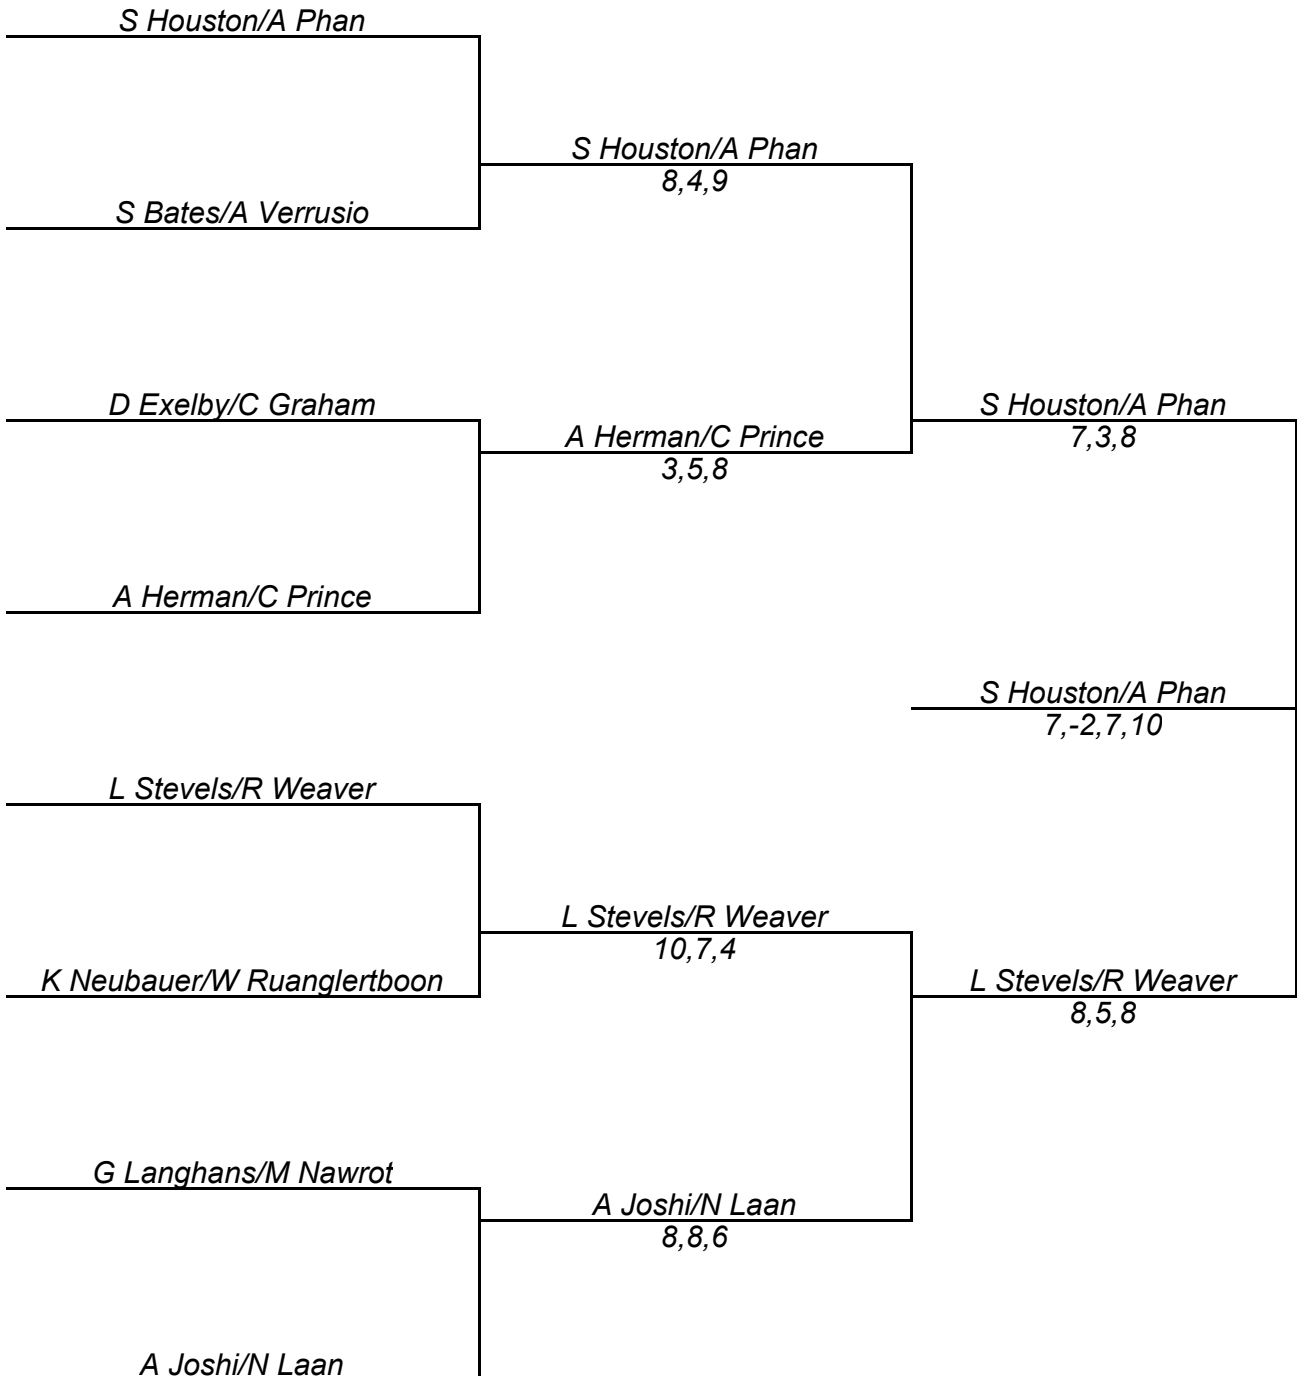 S Houston/A Phan
S Houston/A Phan
8,4,9
S Bates/A Verrusio
D Exelby/C Graham
S Houston/A Phan
A Herman/C Prince
7,3,8
3,5,8
A Herman/C Prince
S Houston/A Phan
7,-2,7,10
L Stevels/R Weaver
L Stevels/R Weaver
10,7,4
K Neubauer/W Ruanglertboon
L Stevels/R Weaver
8,5,8
G Langhans/M Nawrot
A Joshi/N Laan
8,8,6
A Joshi/N Laan